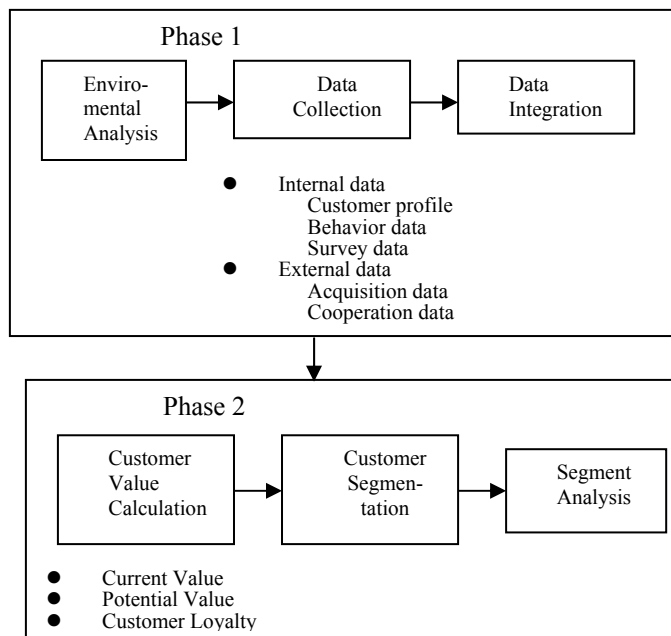 Phase 1
Enviro-
mental
Analysis
Data
Collection
Data
Integration
● Internal data
Customer profile
Behavior data
Survey data
● External data
Acquisition data
Cooperation data
Phase 2
Customer
Value
Calculation
Customer
Segmen-
tation
Segment
Analysis
● Current Value
● Potential Value
● Customer Loyalty